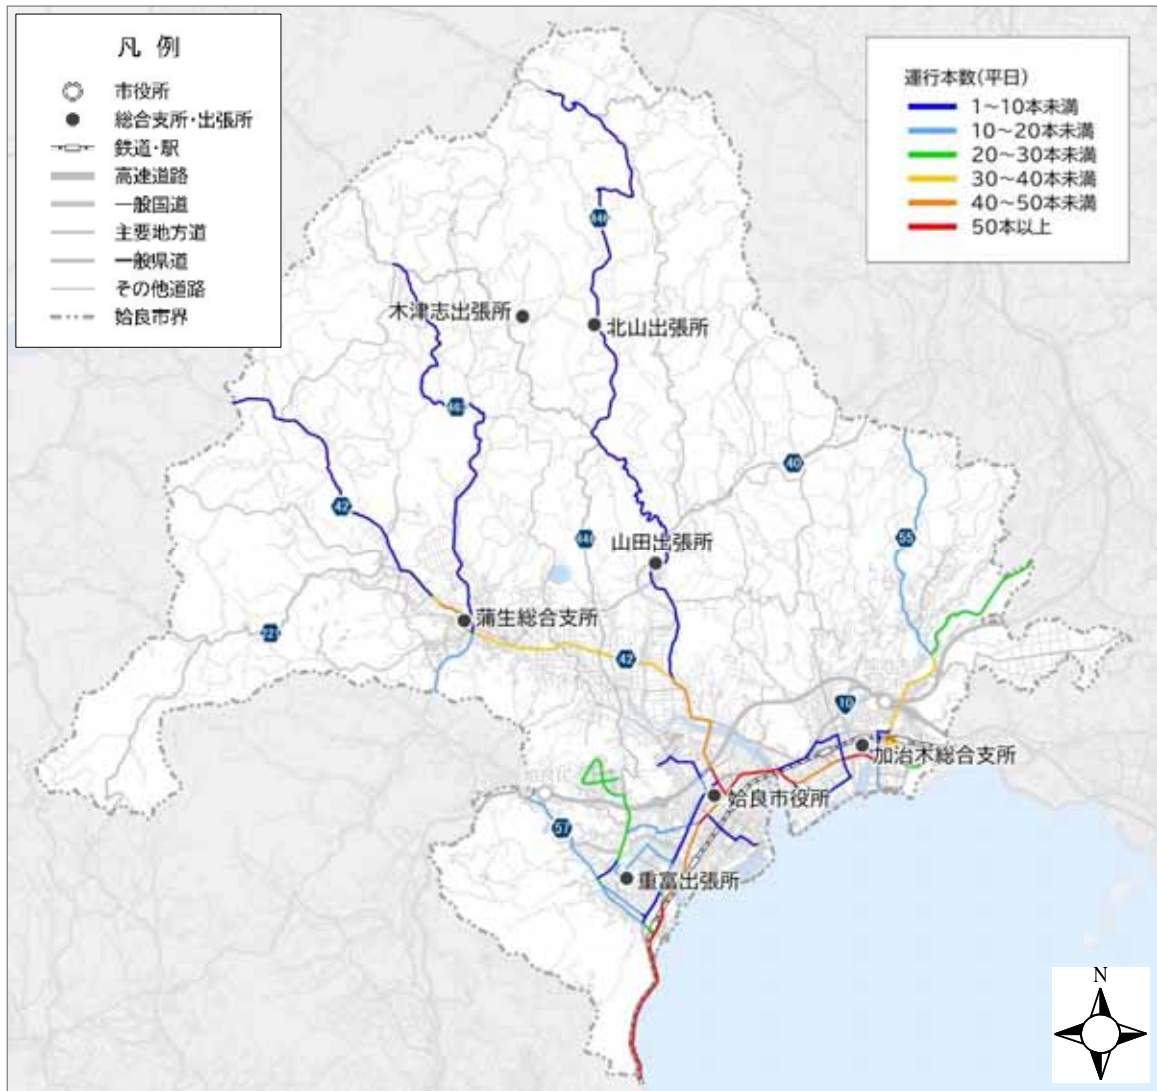 凡 例
市役所
総合支所・出張所
鉄道・駅
高速道路
一般国道
主要地方道
一般県道
その他道路
姶良市界
運行本数(平日)
1～10本未満
10～20本未満
20～30本未満
30～40本未満
40～50本未満
50本以上
木津志出張所
北山出張所
42
40
55
山田出張所
蒲生総合支所
42
10
加治木総合支所
姶良市役所
57
重富出張所
N